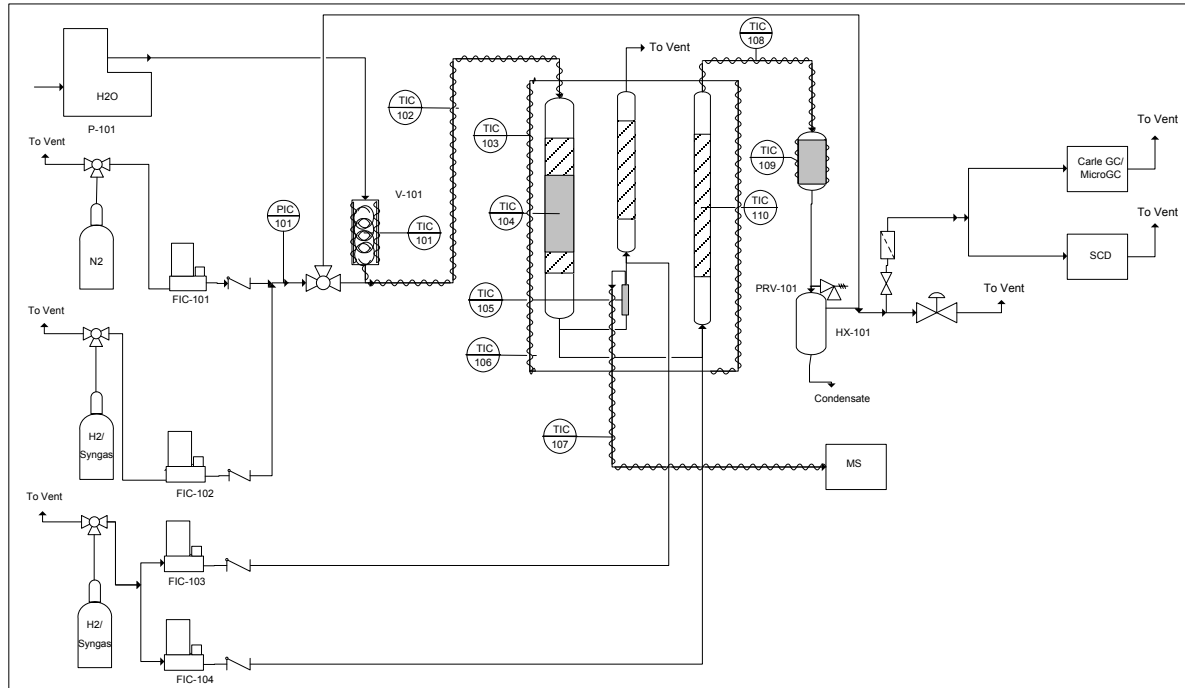 H2O
P-101
To Vent
N2
FIC-101
PIC
101
V-101
TIC
101
TIC
102
TIC
103
TIC
104
TIC
105
TIC
106
TIC
107
To Vent
TIC
108
TIC
109
TIC
110
PRV-101
HX-101
Condensate
To Vent
Carle GC/
MicroGC
To Vent
SCD
To Vent
MS
To Vent
H2/
Syngas
FIC-102
To Vent
H2/
Syngas
FIC-103
FIC-104